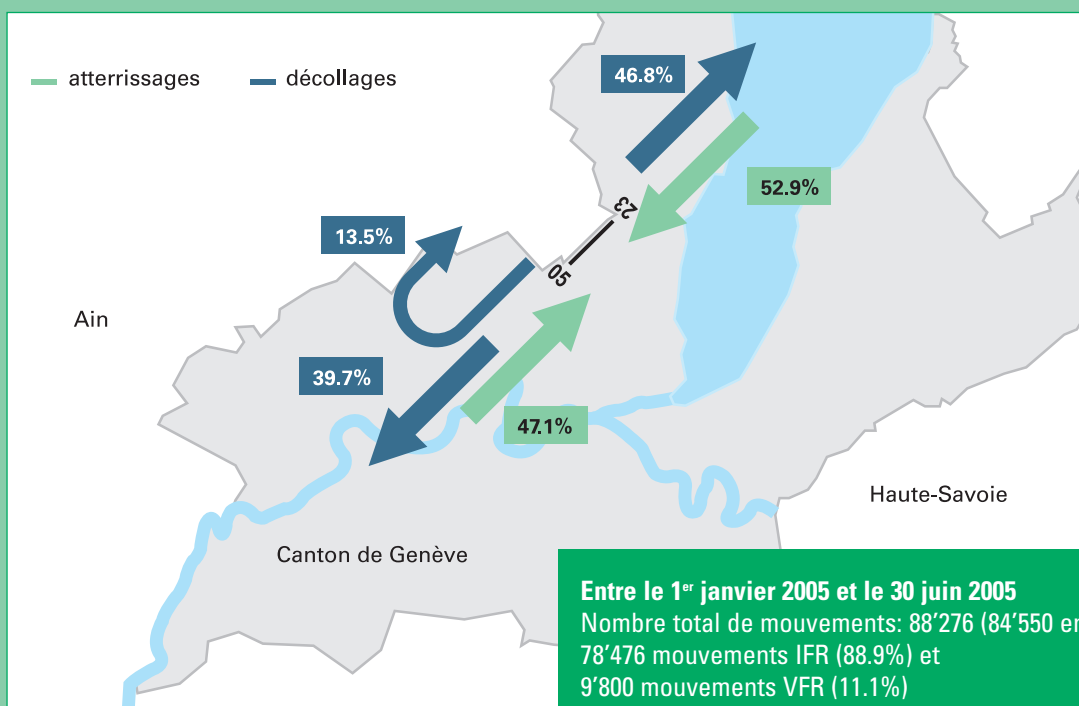 atterrissages
décollages
46.8%
52.9%
23
13.5%
05
Ain
39.7%
47.1%
Haute-Savoie
Canton de Genève
Entre le 1er janvier 2005 et le 30 juin 2005
Nombre total de mouvements: 88’276 (84’550 en
78’476 mouvements IFR (88.9%) et
9’800 mouvements VFR (11.1%)